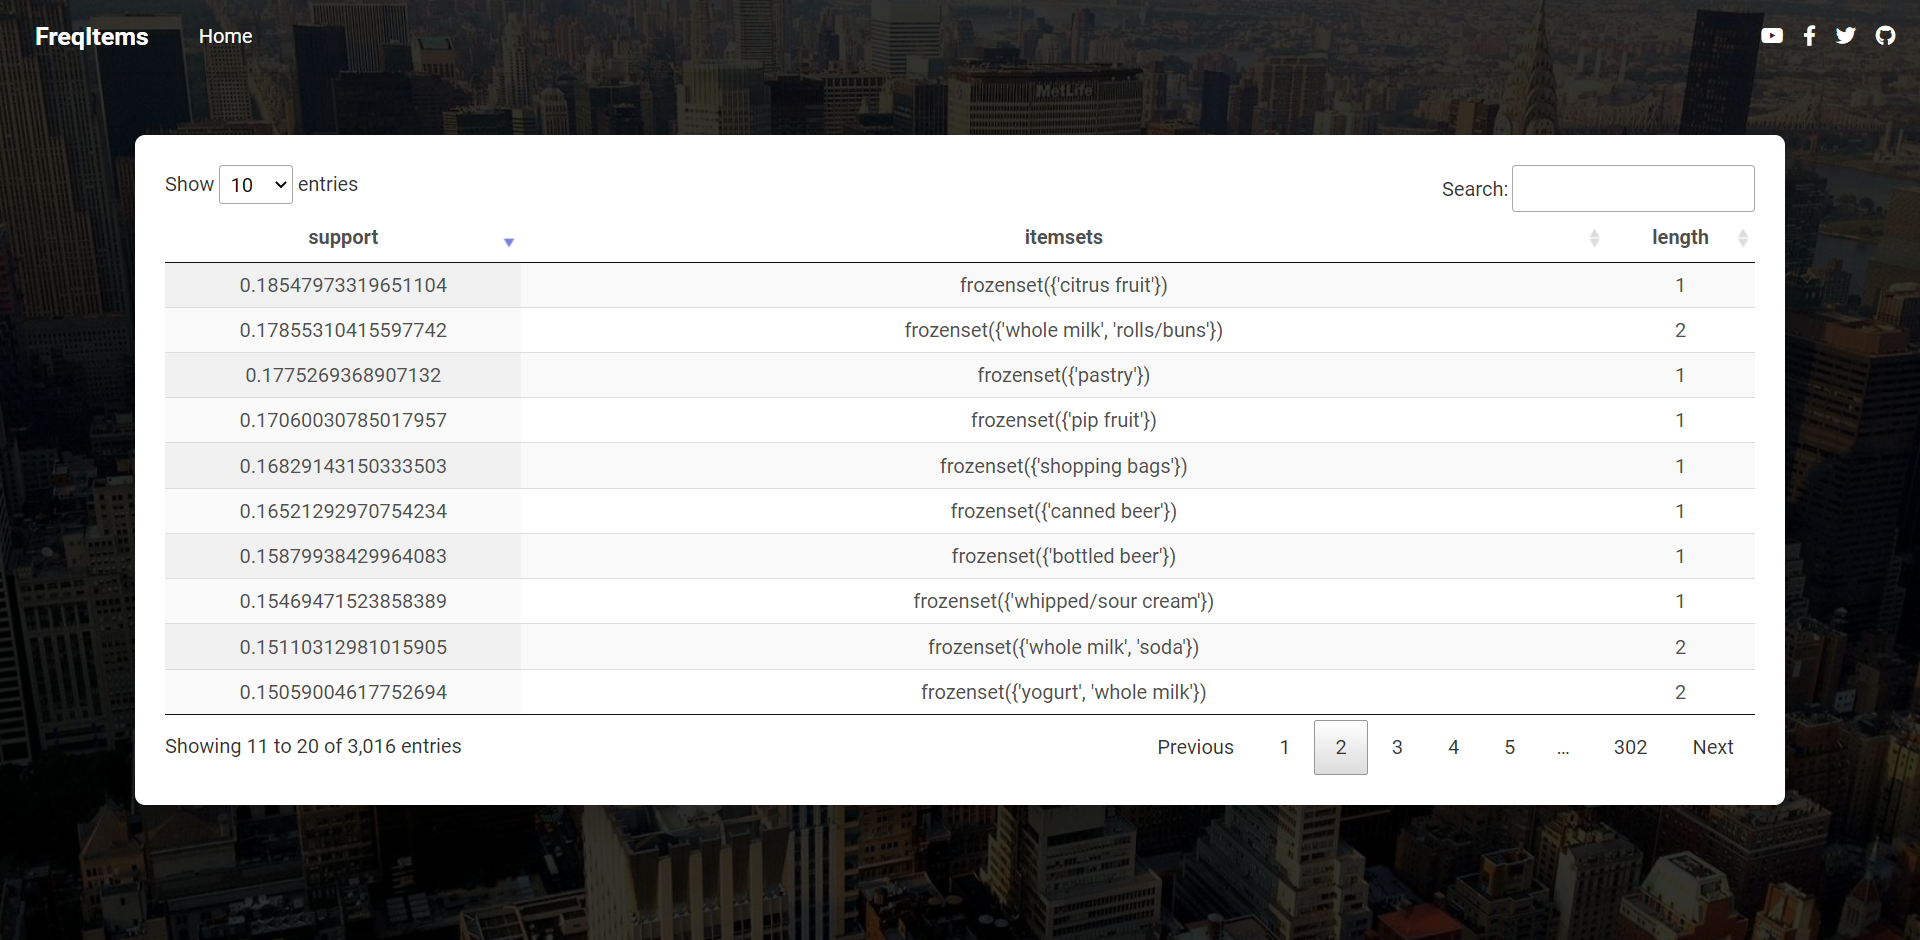 FreqItems Home
MetLife
Show 10 entries Search:
support itemsets length
0.18547973319651104 frozenset({'citrus fruit'}) 1
0.17855310415597742 frozenset({'whole milk', 'rolls/buns'}) 2
0.1775269368907132 frozenset({'pastry'}) 1
0.17060030785017957 frozenset({'pip fruit'}) 1
0.16829143150333503 frozenset({'shopping bags'}) 1
0.16521292970754234 frozenset({'canned beer'}) 1
0.15879938429964083 frozenset({'bottled beer'}) 1
0.15469471523858389 frozenset({'whipped/sour cream'}) 1
0.15110312981015905 frozenset({'whole milk', 'soda'}) 2
0.15059004617752694 frozenset({'yogurt', 'whole milk'}) 2
Showing 11 to 20 of 3,016 entries Previous 1 2 3 4 5 … 302 Next